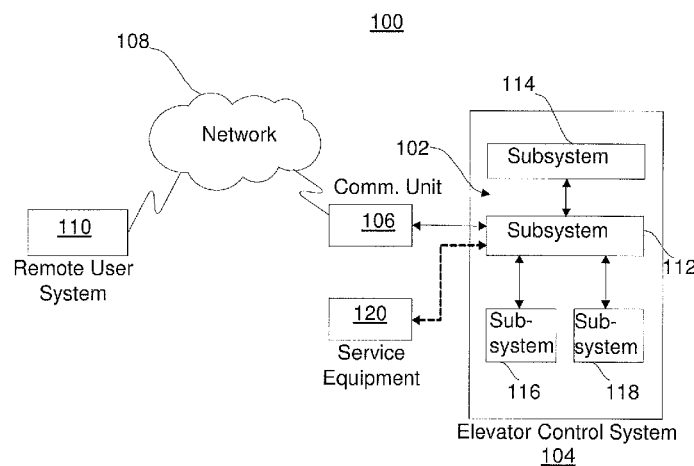 100
108
Network
114
102
Subsystem
Comm. Unit
110
106
Subsystem
112
Remote User
System
120
Sub-
system
Sub-
system
Service
Equipment
116
118
Elevator Control System
104